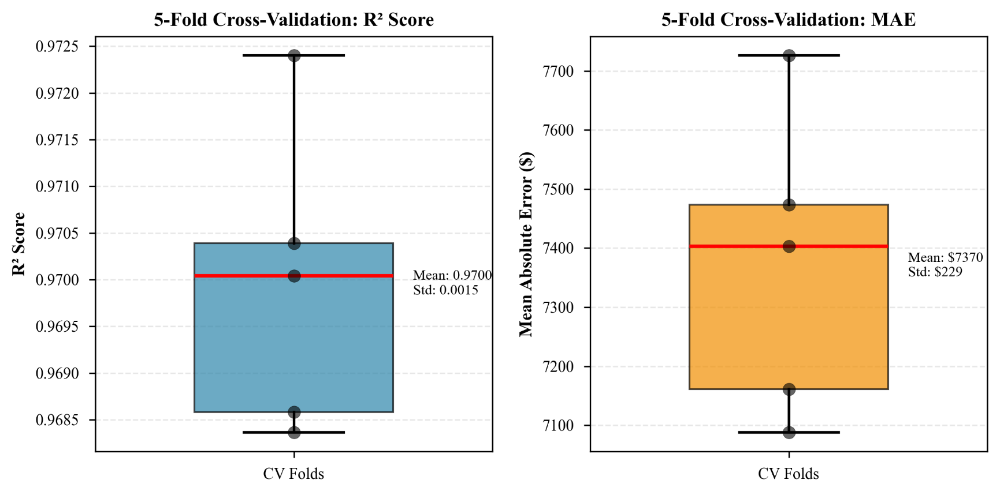 5-Fold Cross-Validation: R² Score
R² Score
0.9725
0.9720
0.9715
0.9710
0.9705
0.9700
0.9695
0.9690
0.9685
Mean: 0.9700
Std: 0.0015
CV Folds
5-Fold Cross-Validation: MAE
Mean Absolute Error ($)
7700
7600
7500
7400
7300
7200
7100
Mean: $7370
Std: $229
CV Folds